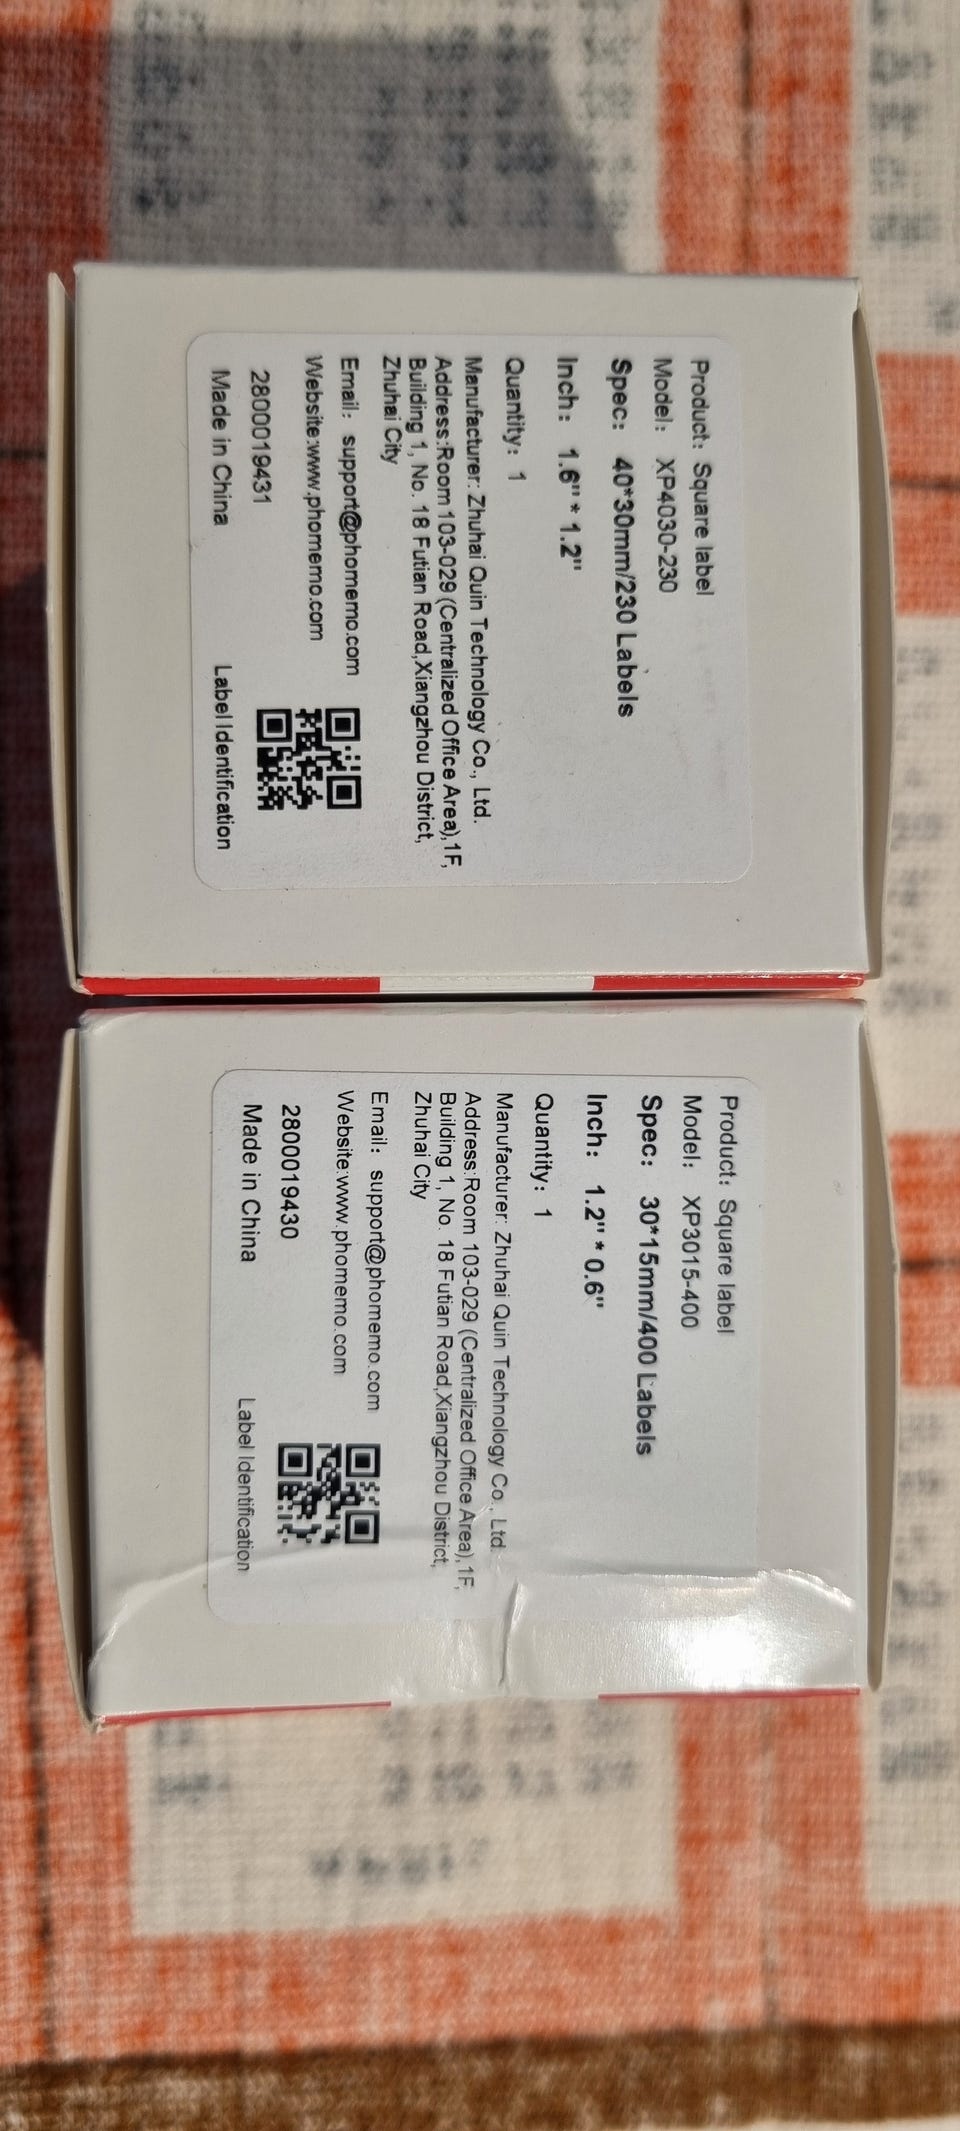 Product: Square label
Model: XP4030-230
Spec: 40*30mm/230 Labels
Inch: 1.6"* 1.2"
Quantity: 1
Manufacturer: Zhuhai Quin Technology Co., Ltd.
Address:Room 103-029 (Centralized Office Area),1F,
Building 1, No. 18 Futian Road,Xiangzhou District,
Zhuhai City
Email: support@phomemo.com
Website:www.phomemo.com
2800019431
Made in China
Label Identification
Product: Square label
Model: XP3015-400
Spec: 30*15mm/400 Labels
Inch: 1.2"* 0.6"
Quantity: 1
Manufacturer: Zhuhai Quin Technology Co., Ltd.
Address:Room 103-029 (Centralized Office Area),1F,
Building 1, No. 18 Futian Road,Xiangzhou District,
Zhuhai City
Email: support@phomemo.com
Website:www.phomemo.com
2800019430
Made in China
Label Identification